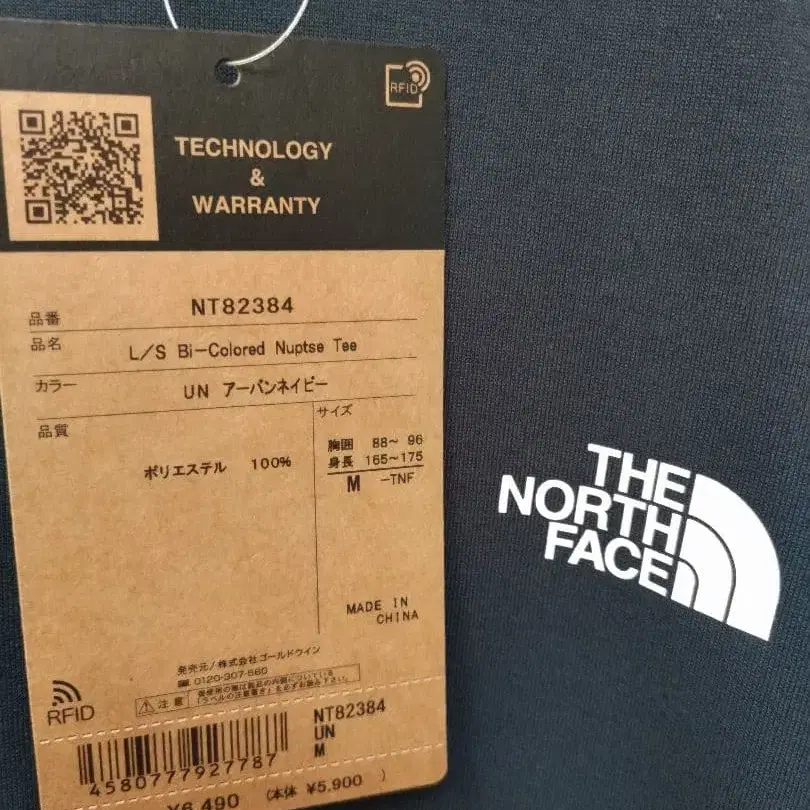 RFID
TECHNOLOGY
&
WARRANTY
品番 NT82384
品名 L/S Bi-Colored Nuptse Tee
カラー UN アーバンネイビー
品質
ポリエステル 100%
サイズ
胸囲 88~ 96
身長 165~175
M -TNF
MADE IN
CHINA
発売元/株式会社ゴールドウイン
0120-307-560
注意
RFID
NT82384
UN
M
4580777927787
¥6,490 (本体 ¥5,900 )
THE
NORTH
FACE